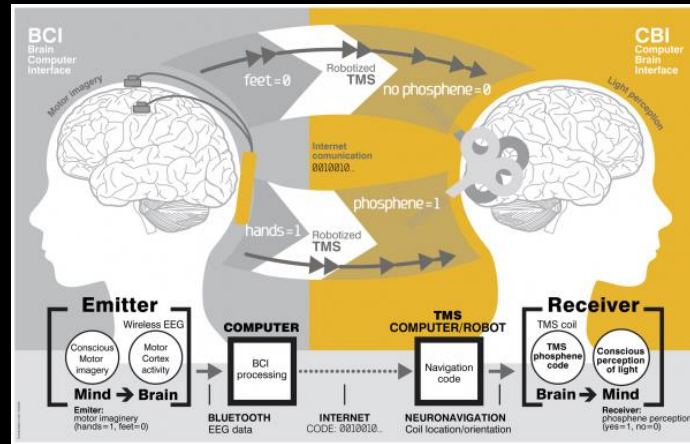 BCI
Brain
Computer
Interface
CBI
Computer
Brain
Interface
Motor imagery
feet=0
Robotized
TMS
no phosphene=0
Light perception
Internet
comunication
0010010...
hands=1
Robotized
TMS
phosphene=1
Emitter
Wireless EEG
Conscious
Motor
imagery
Motor
Cortex
activity
Mind
Brain
Emiter:
motor imaginery
(hands=1, feet=0)
COMPUTER
BCI
processing
BLUETOOTH
EEG data
INTERNET
CODE: 0010010...
TMS
COMPUTER/ROBOT
Navigation
code
NEURONAVIGATION
Coil location/orientation
Receiver
TMS coil
TMS
phosphene
code
Conscious
perception
of light
Brain
Mind
Receiver:
phosphene perception
(yes=1, no=0)